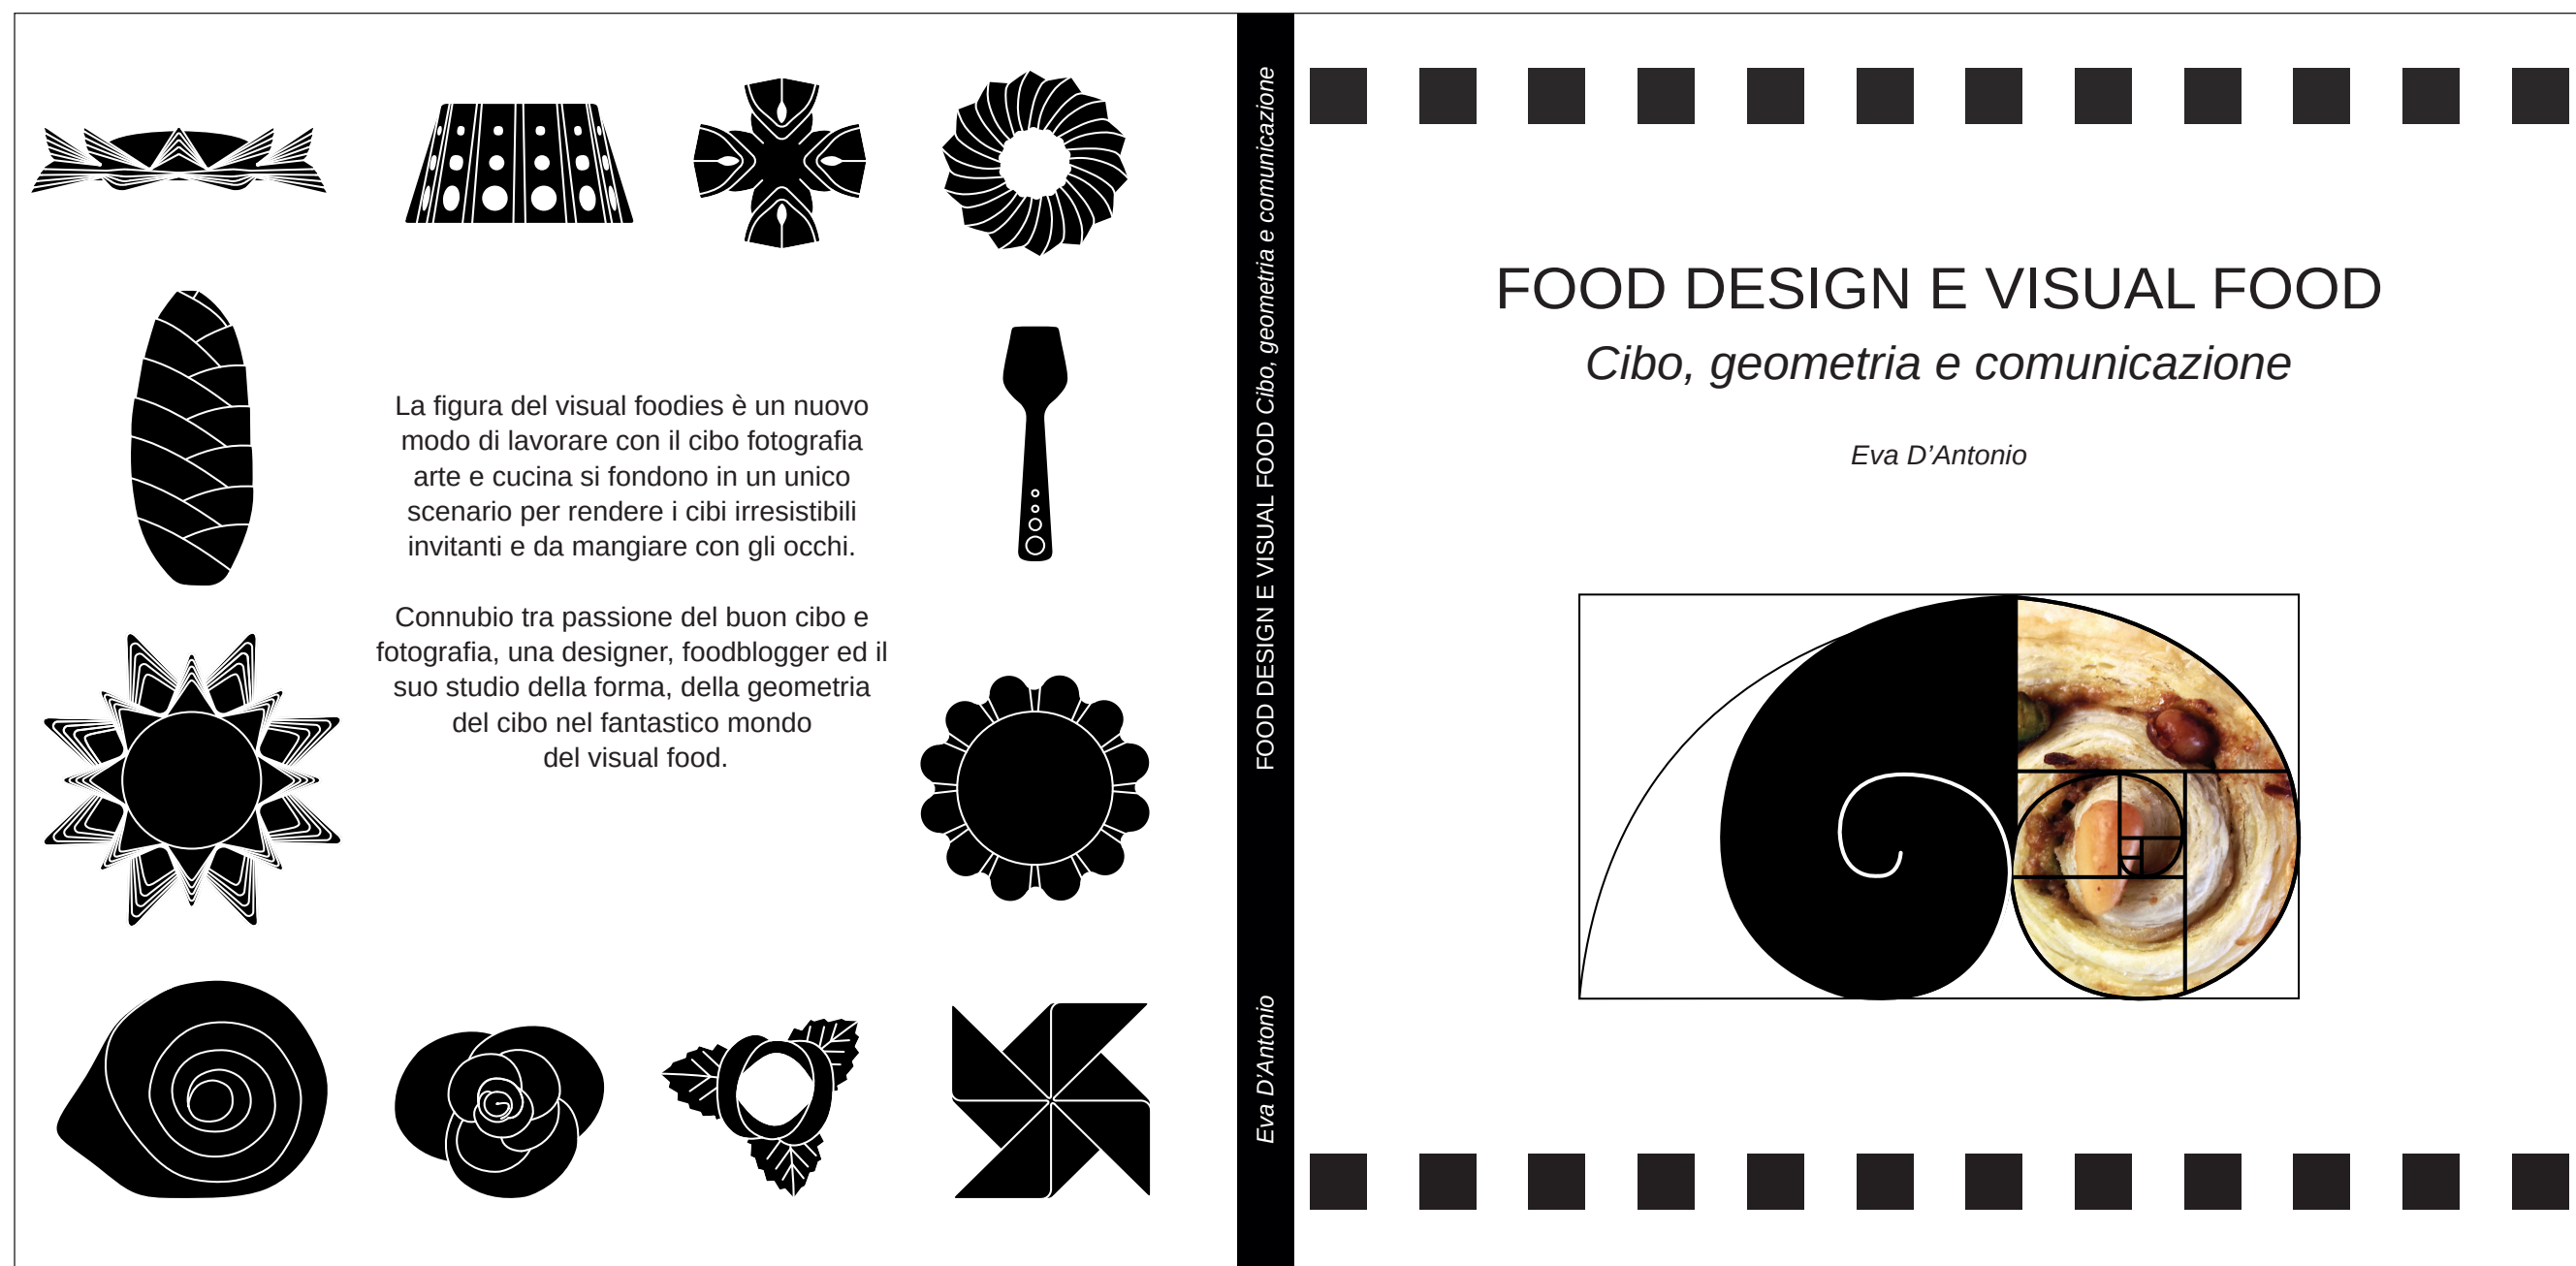 La figura del visual foodies è un nuovo
modo di lavorare con il cibo fotografia
arte e cucina si fondono in un unico
scenario per rendere i cibi irresistibili
invitanti e da mangiare con gli occhi.
Connubio tra passione del buon cibo e
fotografia, una designer, foodblogger ed il
suo studio della forma, della geometria
del cibo nel fantastico mondo
del visual food.
Eva D'Antonio
FOOD DESIGN E VISUAL FOOD Cibo, geometria e comunicazione
FOOD DESIGN E VISUAL FOOD
Cibo, geometria e comunicazione
Eva D'Antonio